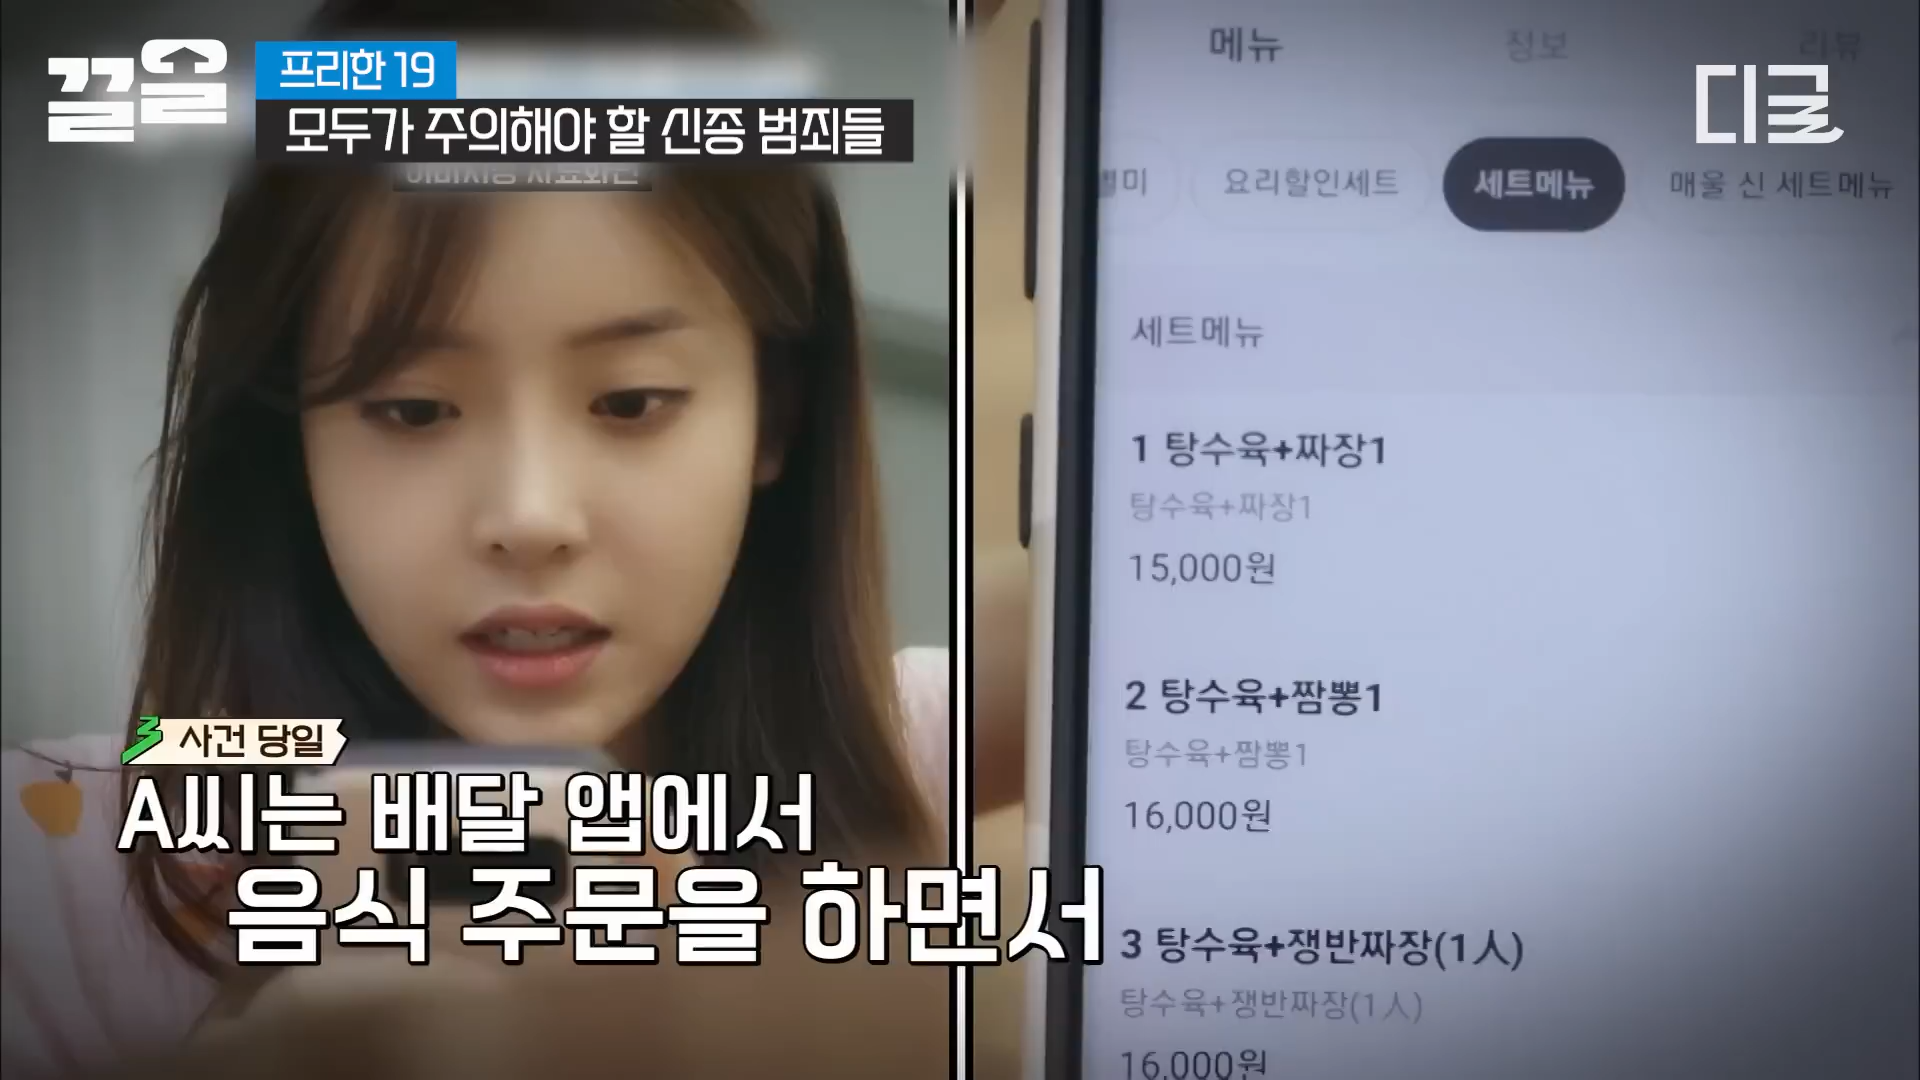 끌올
프리한 19
모두가 주의해야 할 신종 범죄들
디글
메뉴
정보
리뷰
별미
요리할인세트
세트메뉴
매울 신 세트메뉴
세트메뉴
1 탕수육+짜장1
탕수육+짜장1
15,000원
2 탕수육+짬뽕1
탕수육+짬뽕1
16,000원
3 탕수육+쟁반짜장(1人)
탕수육+쟁반짜장(1人)
16,000원
3 사건 당일
A씨는 배달 앱에서
음식 주문을 하면서